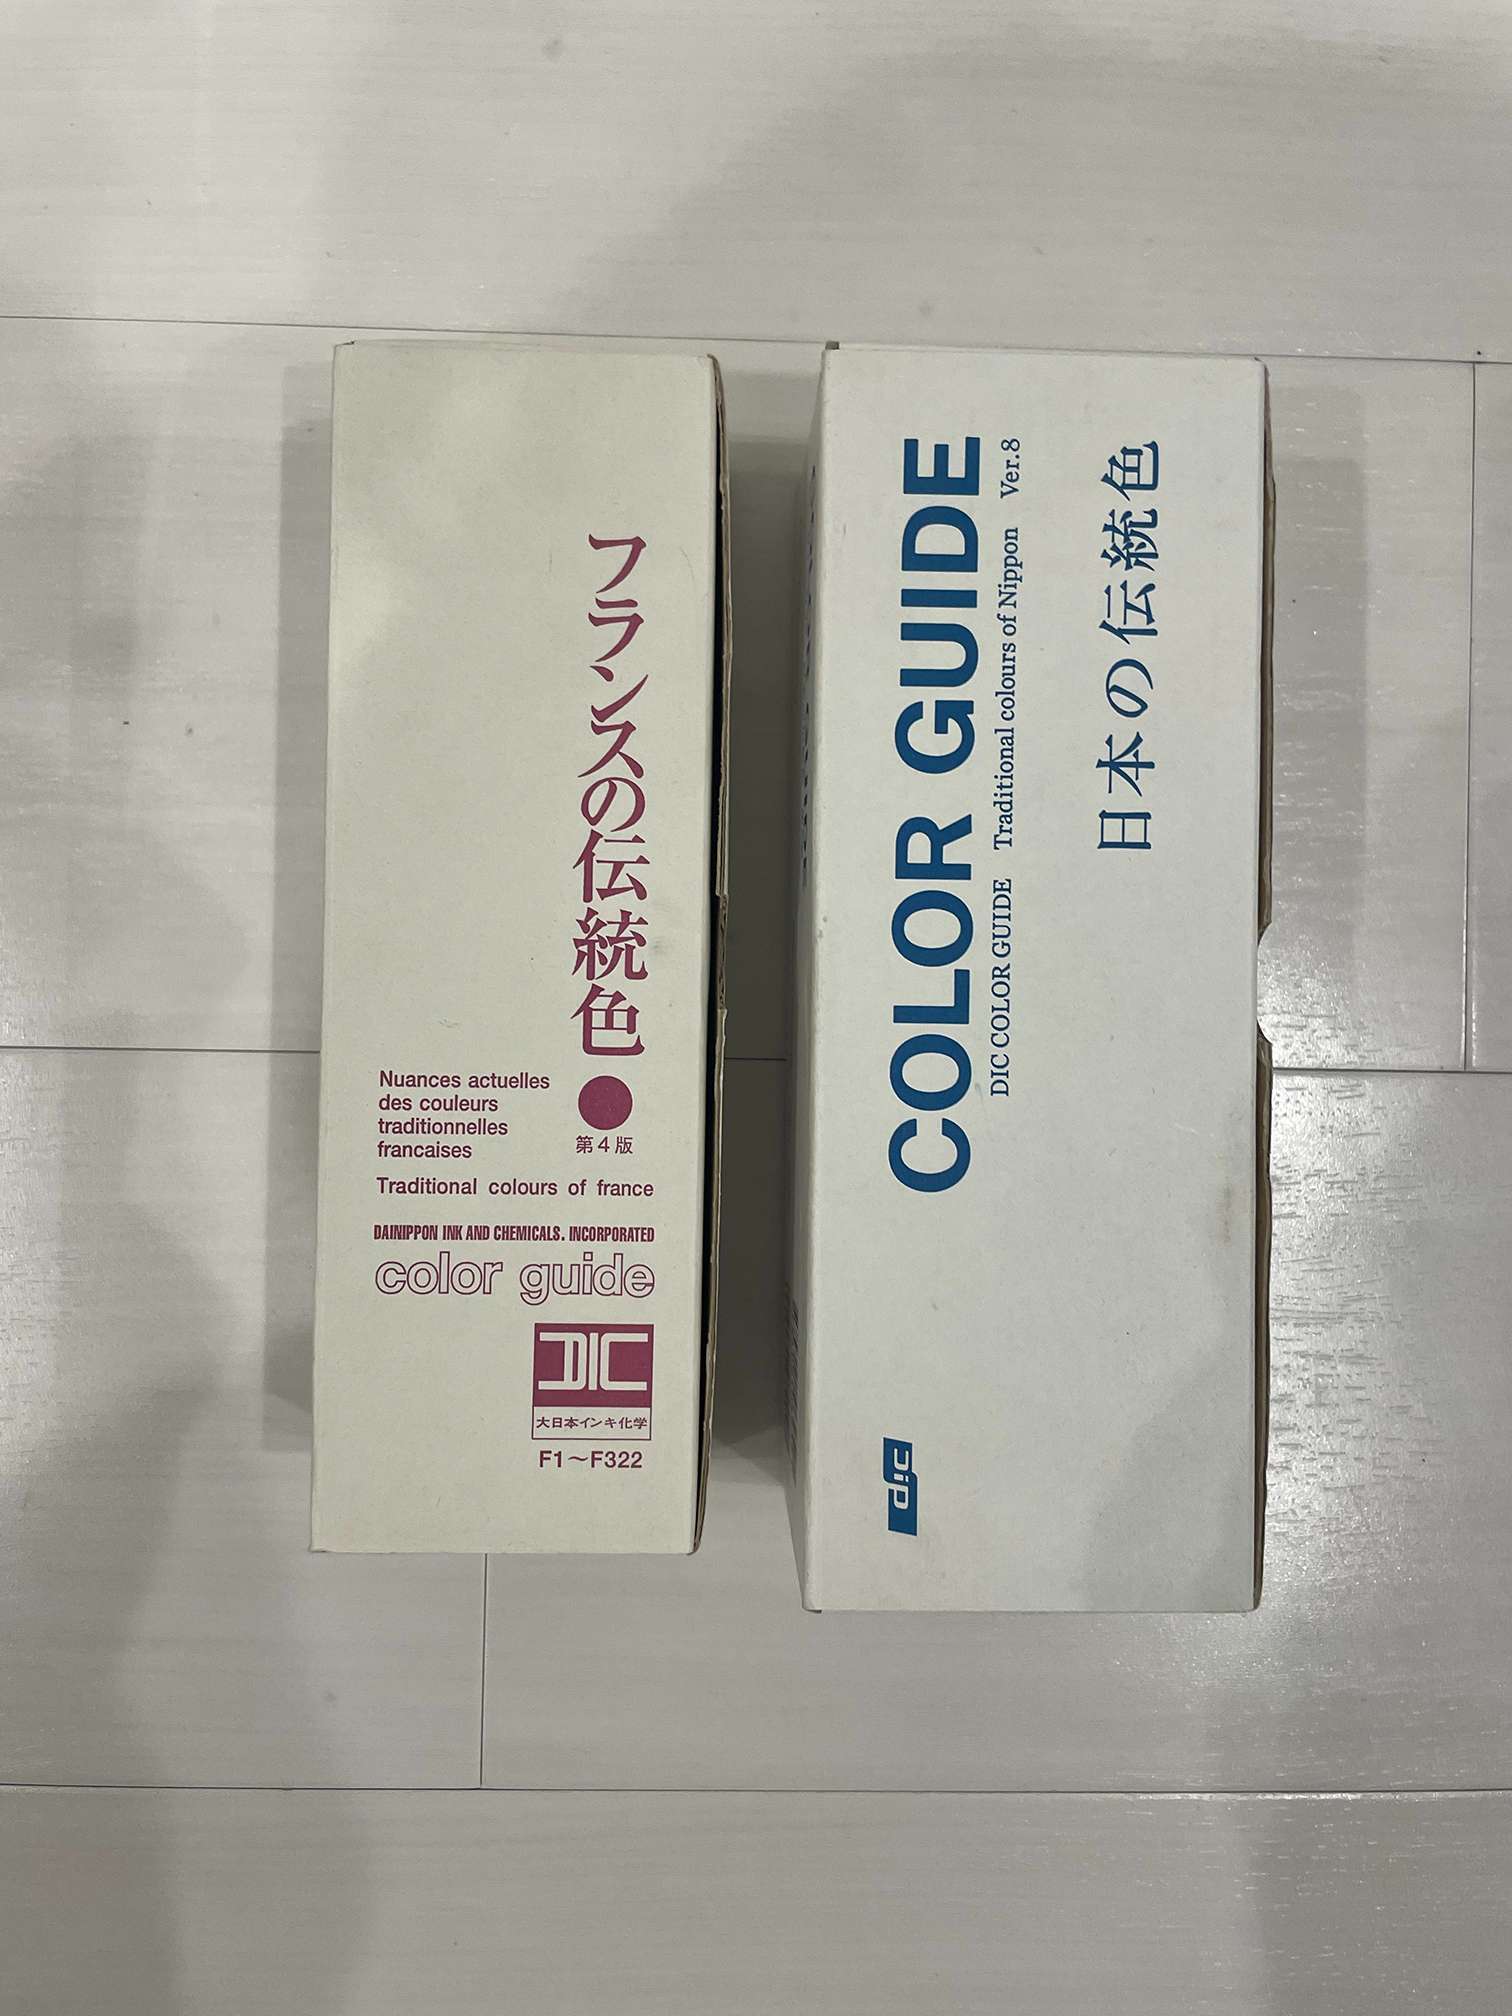 フランスの伝統色
第4版
Nuances actuelles
des couleurs
traditionnelles
francaises
Traditional colours of france
DAINIPPON INK AND CHEMICALS. INCORPORATED
color guide
DIC
大日本インキ化学
F1～F322
COLOR GUIDE
DIC COLOR GUIDE Traditional colours of Nippon Ver.8
日本の伝統色